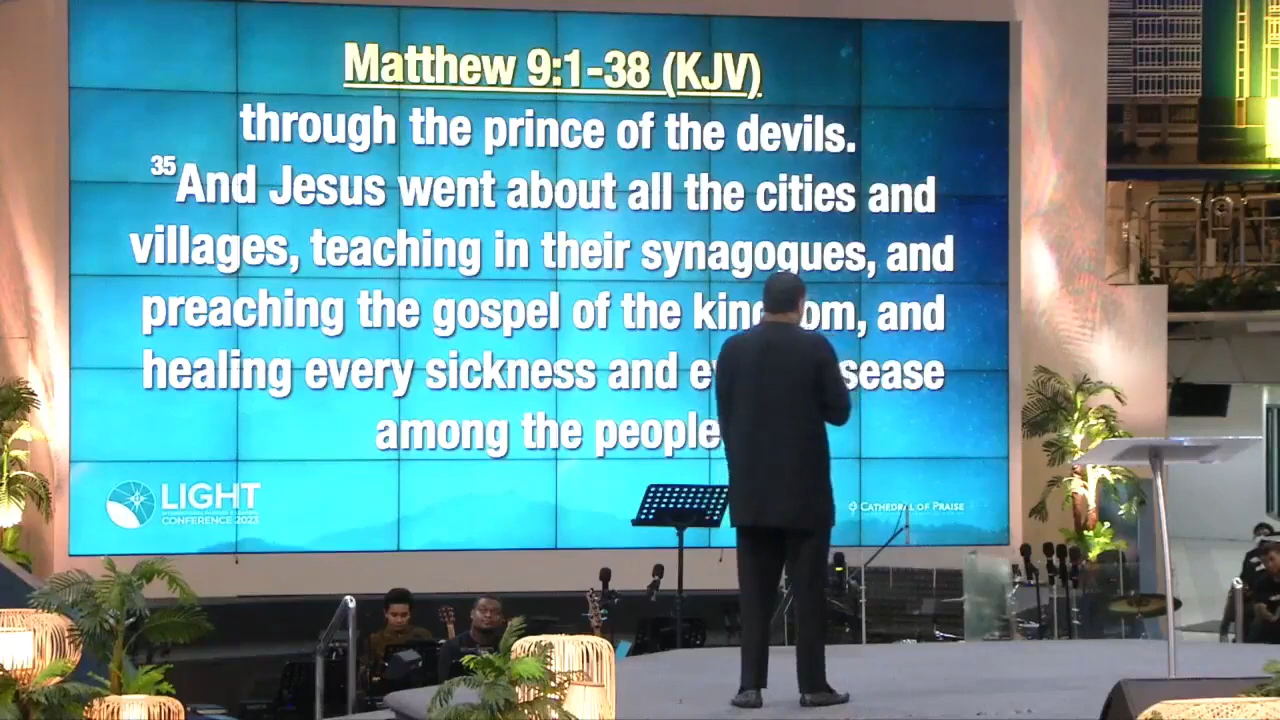 Matthew 9:1-38 (KJV)
through the prince of the devils.
35And Jesus went about all the cities and
villages, teaching in their synagogues, and
preaching the gospel of the kin om, and
healing every sickness and e sease
among the people
LIGHT
CONFERENCE 2023
CATHEDRAL OF PRAISE